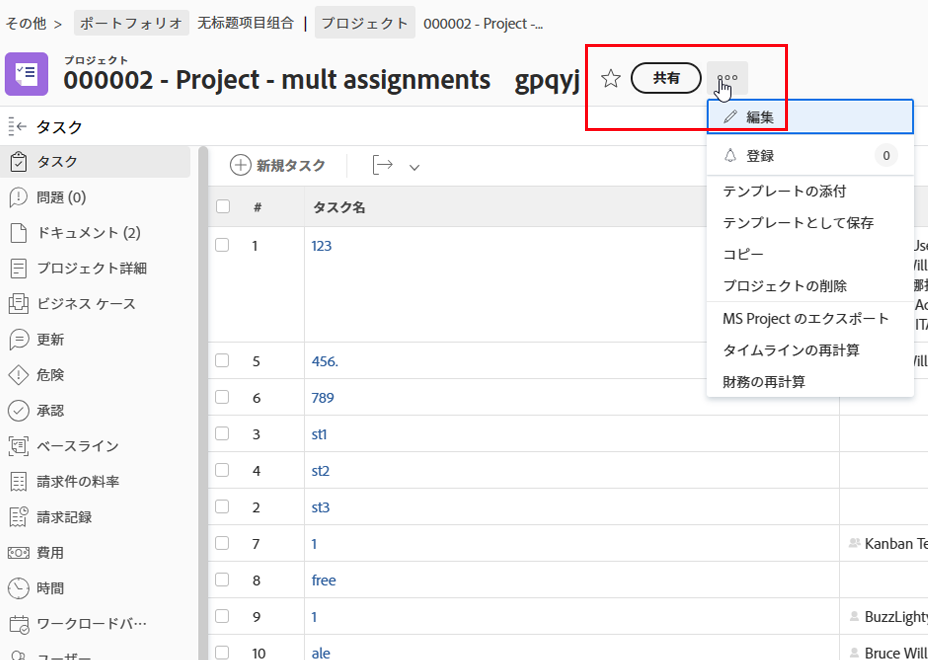 その他 > ポートフォリオ 无标题项目组合 | プロジェクト 000002 - Project -...
プロジェクト
000002 - Project - mult assignments gpqyj
共有
編集
登録 0
テンプレートの添付
テンプレートとして保存
コピー
プロジェクトの削除
MS Project のエクスポート
タイムラインの再計算
財務の再計算
タスク
タスク
問題 (0)
ドキュメント (2)
プロジェクト詳細
ビジネス ケース
更新
危険
承認
ベースライン
請求件の料率
請求記録
費用
時間
ワークロードバ…
ユーザー
新規タスク
# タスク名
1 123
5 456.
6 789
3 st1
4 st2
2 st3
7 1 Kanban Te
8 free
9 1 BuzzLighty
10 ale Bruce Will